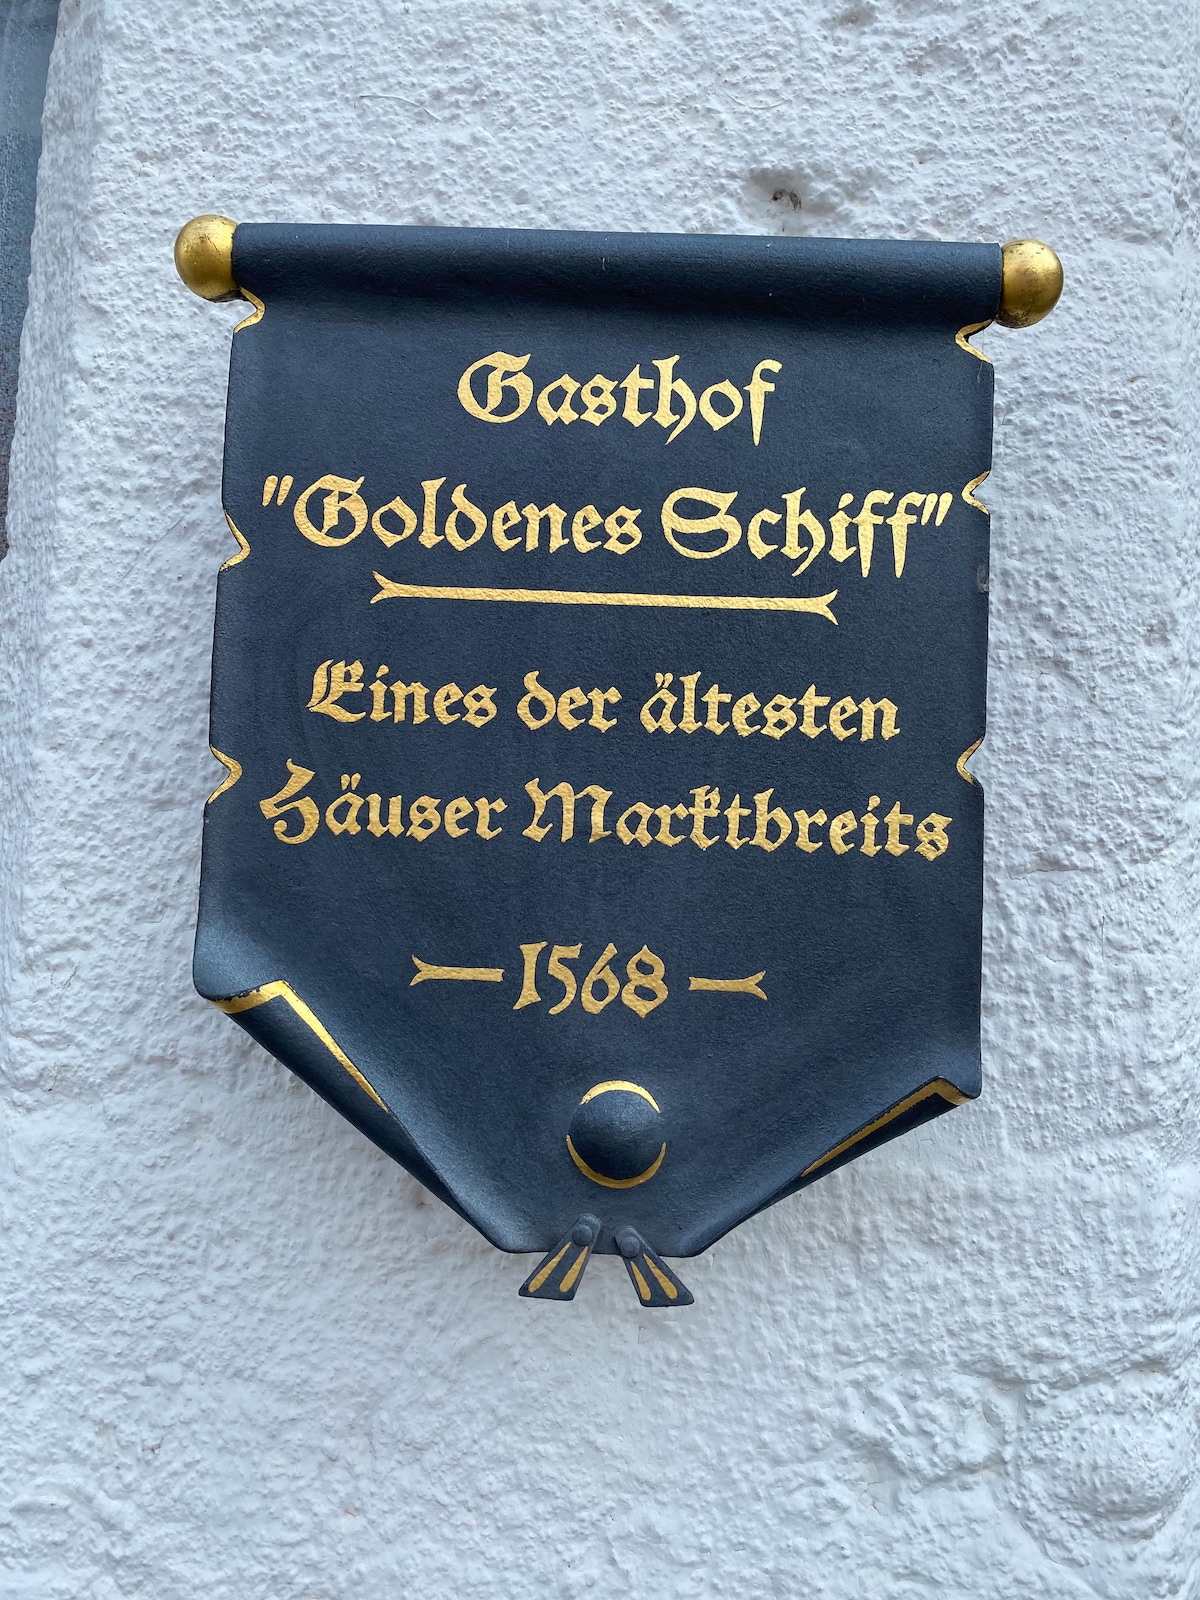 Gasthof
"Goldenes Schiff"
Eines der ältesten
Häuser Marktbreits
1568